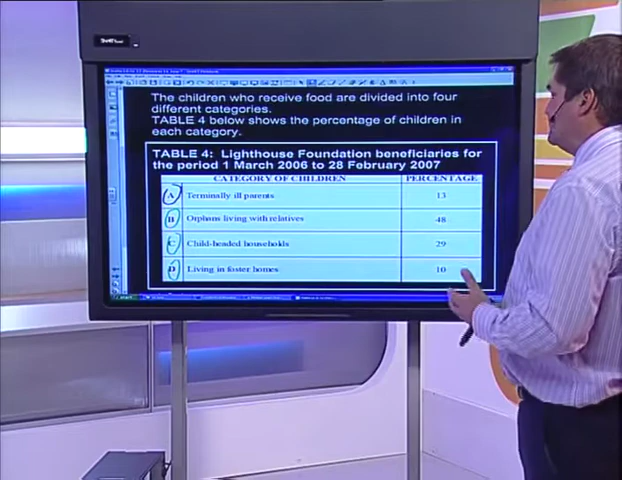 The children who receive food are divided into four
different categories.
TABLE 4 below shows the percentage of children in
each category.
TABLE 4: Lighthouse Foundation beneficiaries for
the period 1 March 2006 to 28 February 2007
CATEGORY OF CHILDREN PERCENTAGE
A Terminally ill parents 13
B Orphans living with relatives 48
C Child-headed households 29
D Living in foster homes 10